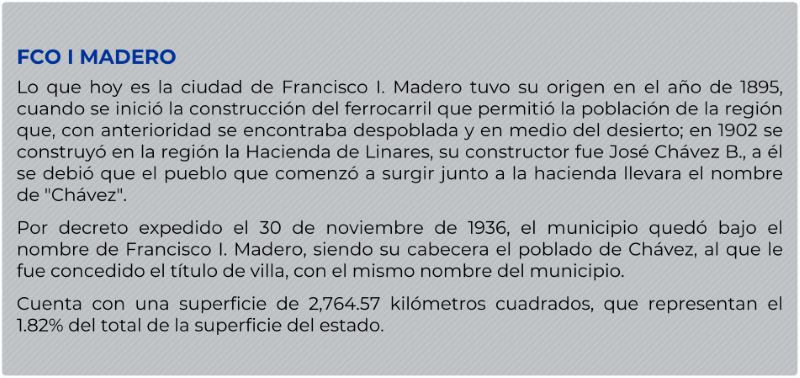 FCO I MADERO
Lo que hoy es la ciudad de Francisco I. Madero tuvo su origen en el año de 1895,
cuando se inició la construcción del ferrocarril que permitió la población de la región
que, con anterioridad se encontraba despoblada y en medio del desierto; en 1902 se
construyó en la región la Hacienda de Linares, su constructor fue José Chávez B., a él
se debió que el pueblo que comenzó a surgir junto a la hacienda llevara el nombre
de "Chávez".
Por decreto expedido el 30 de noviembre de 1936, el municipio quedó bajo el
nombre de Francisco I. Madero, siendo su cabecera el poblado de Chávez, al que le
fue concedido el título de villa, con el mismo nombre del municipio.
Cuenta con una superficie de 2,764.57 kilómetros cuadrados, que representan el
1.82% del total de la superficie del estado.